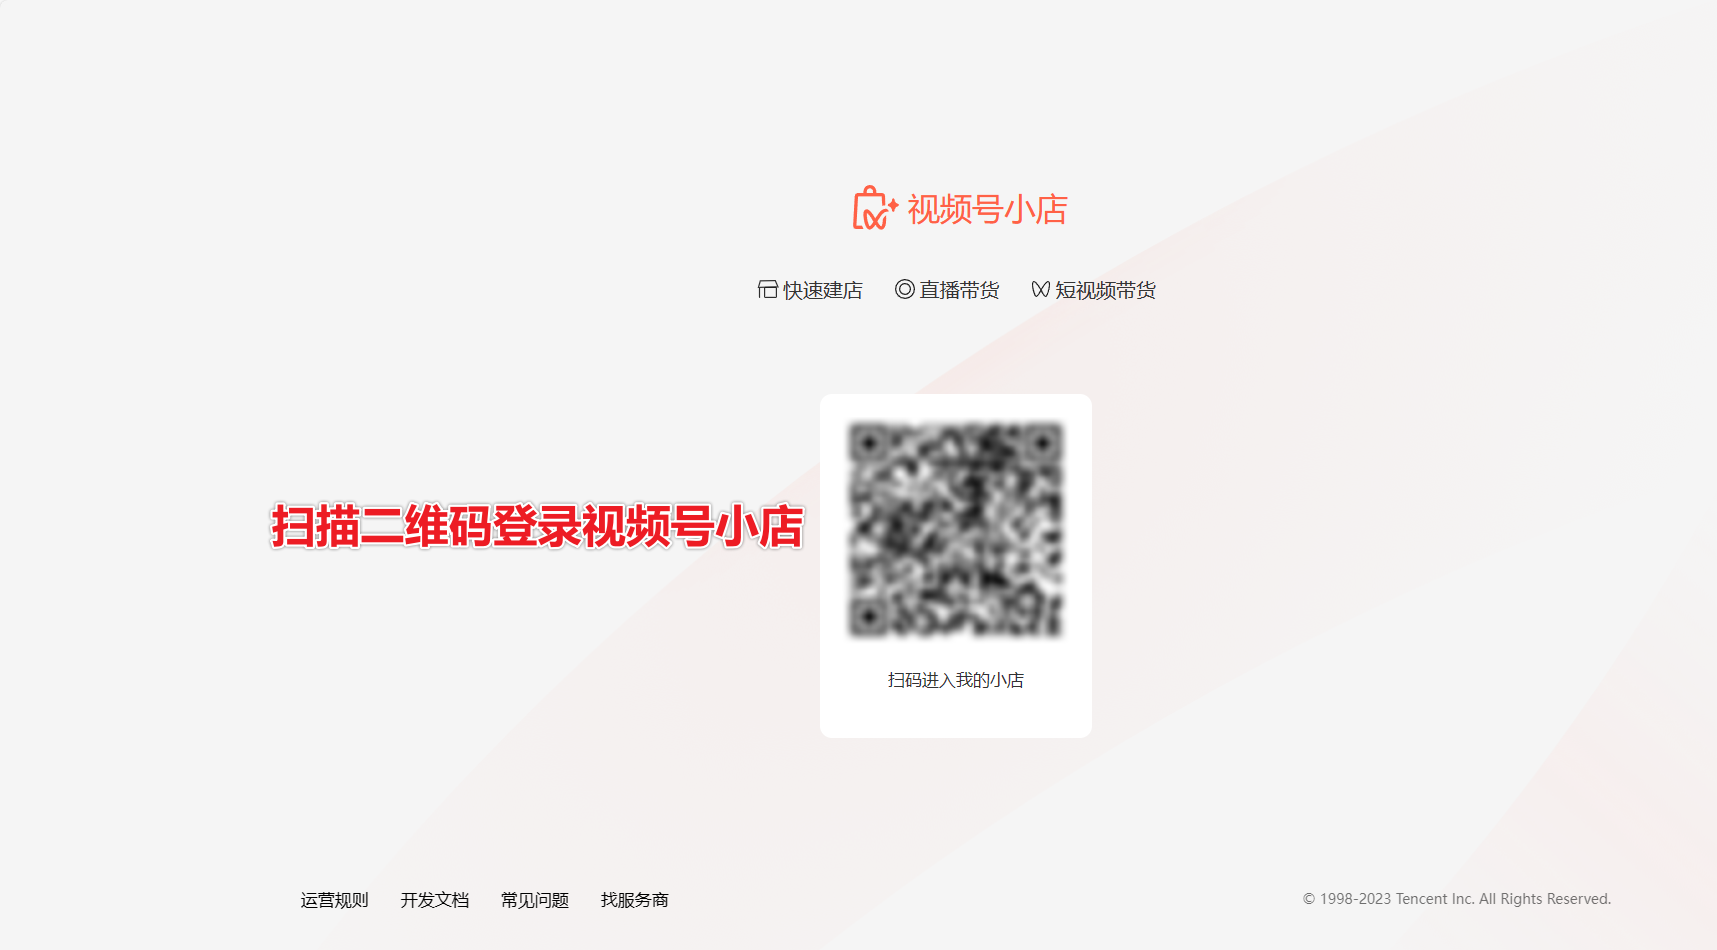 视频号小店
快速建店 直播带货 短视频带货
扫描二维码登录视频号小店
扫码进入我的小店
运营规则 开发文档 常见问题 找服务商
© 1998-2023 Tencent Inc. All Rights Reserved.